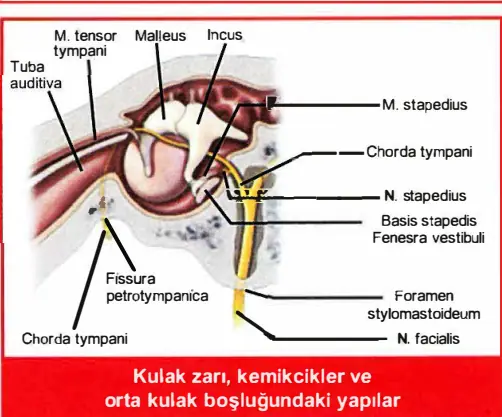 M. tensor
tympani
Malleus
Incus
Tuba
auditiva
M. stapedius
Chorda tympani
N. stapedius
Basis stapedis
Fenesra vestibuli
Fissura
petrotympanica
Foramen
stylomastoideum
Chorda tympani
N. facialis
Kulak zarı, kemikcikler ve
orta kulak boşluğundaki yapılar